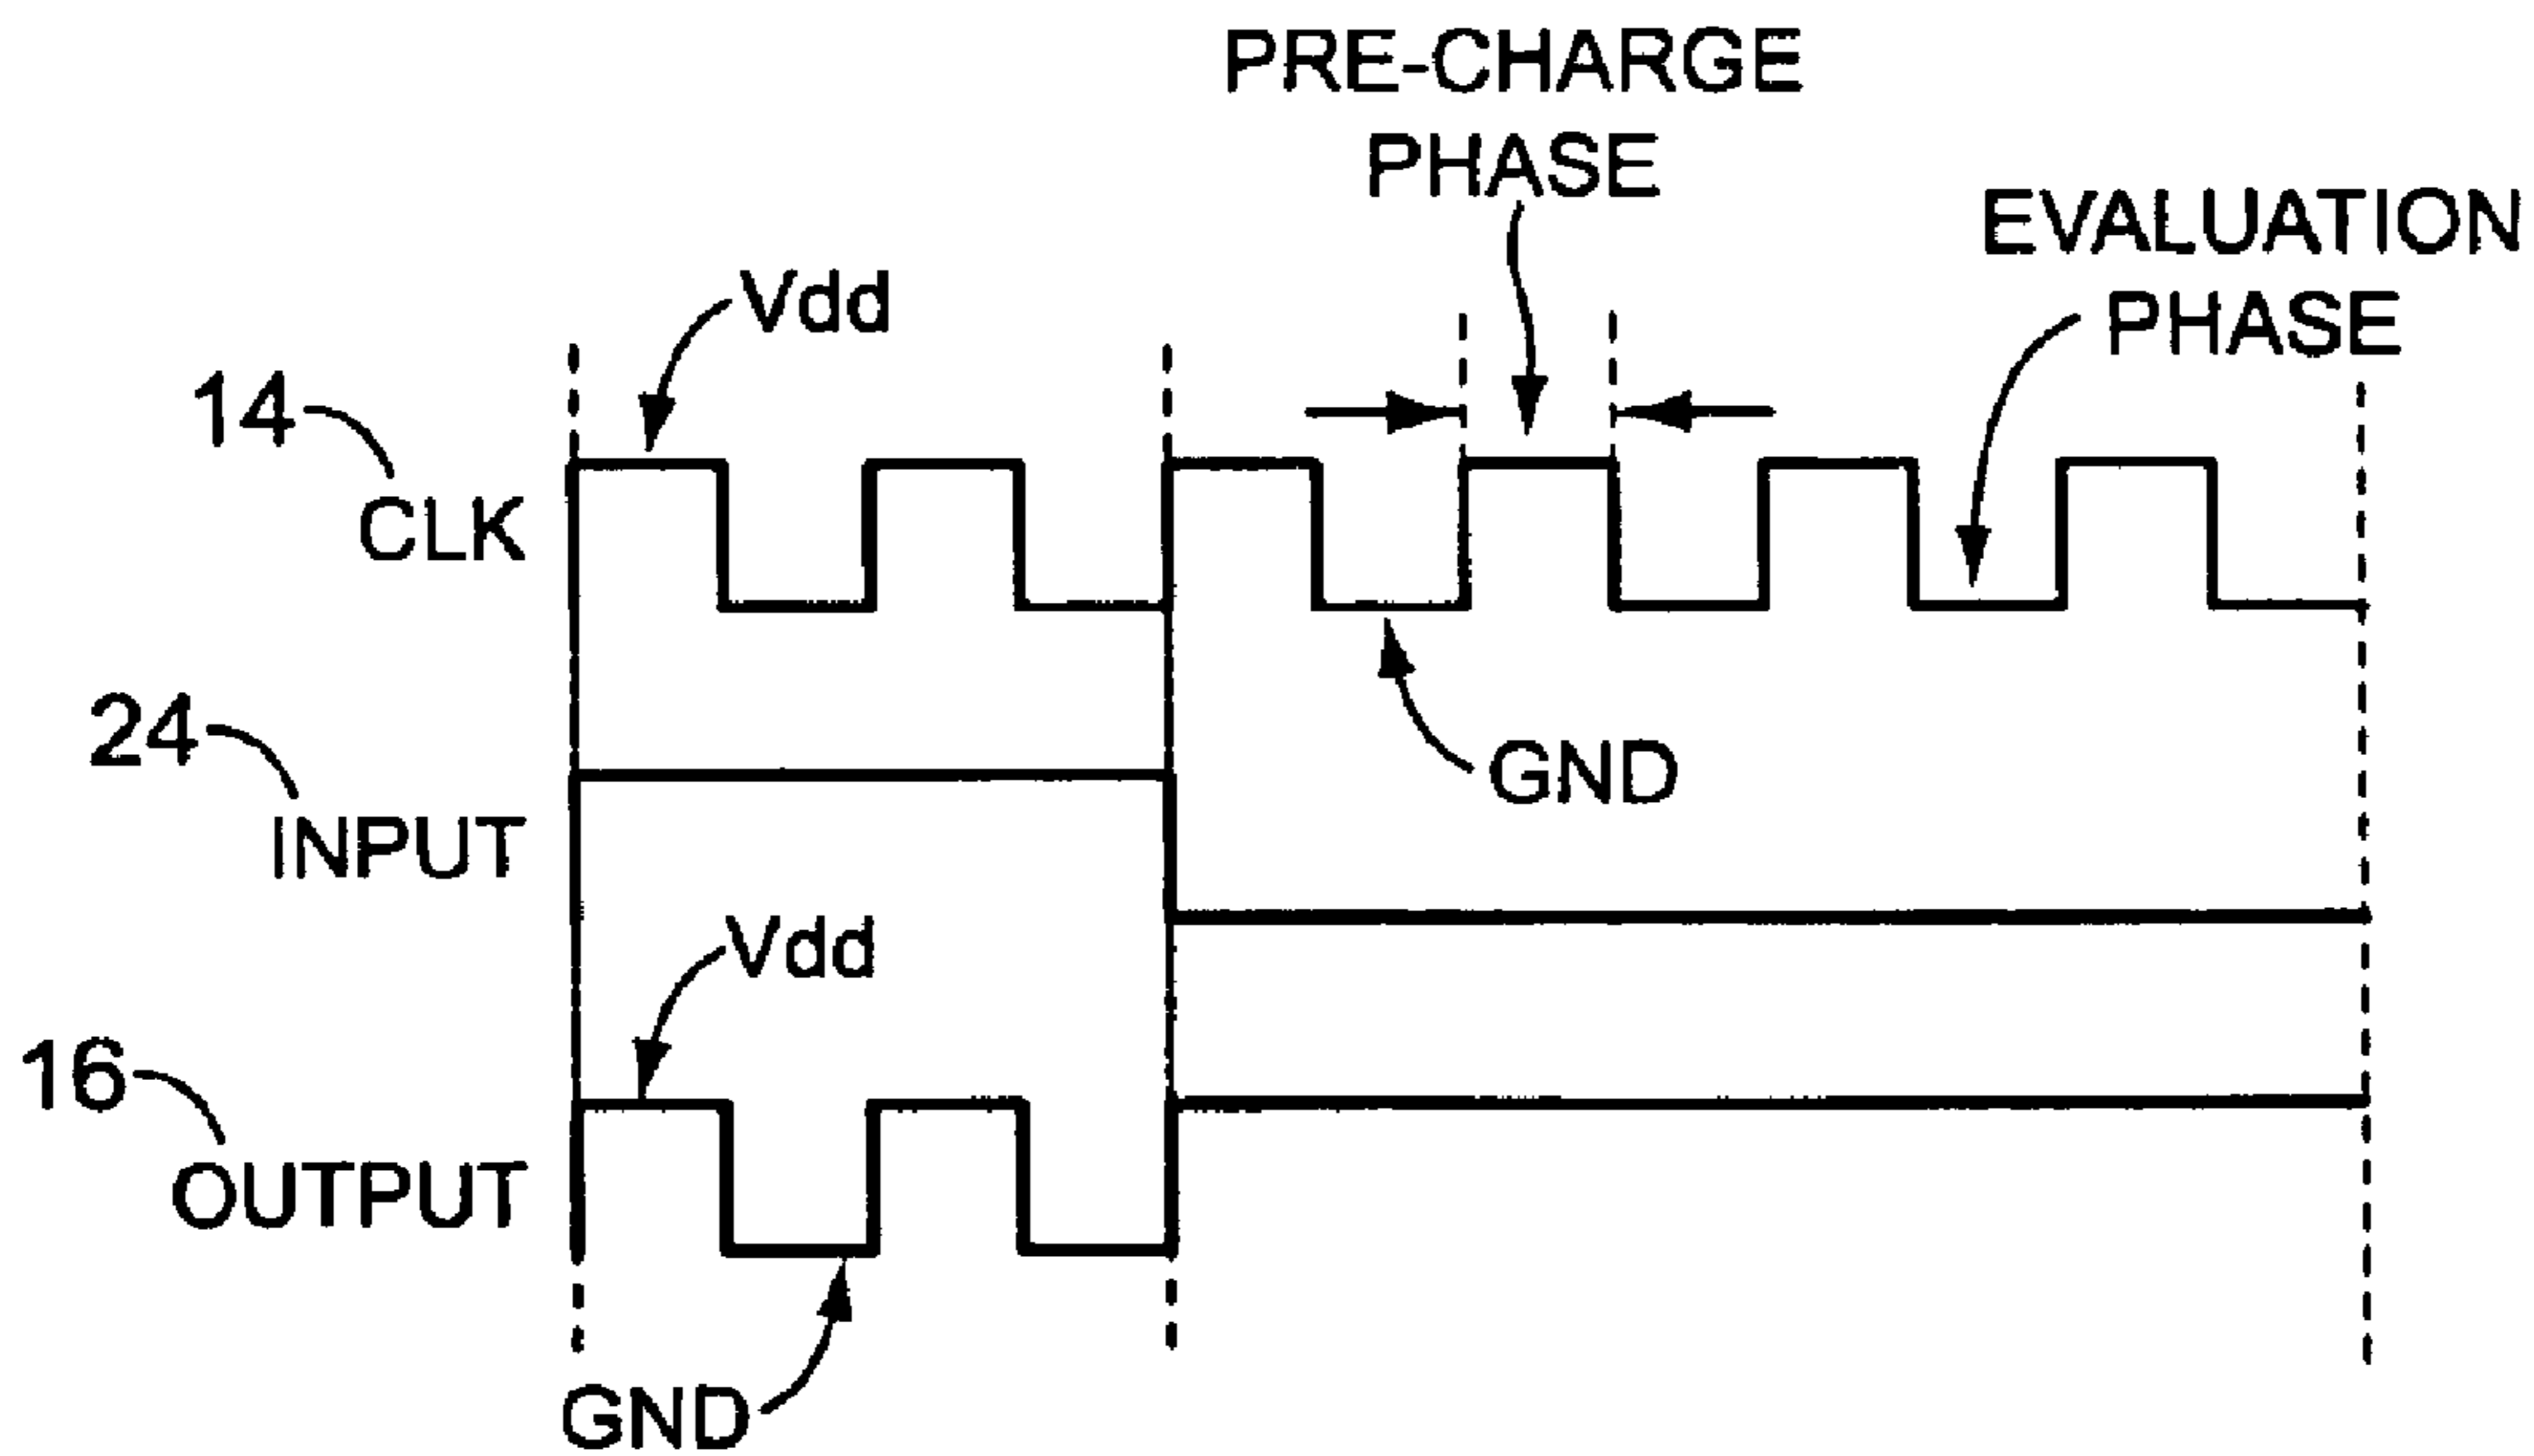 PRE-CHARGE
PHASE
EVALUATION
PHASE
Vdd
14
CLK
24
INPUT
GND
Vdd
16
OUTPUT
GND